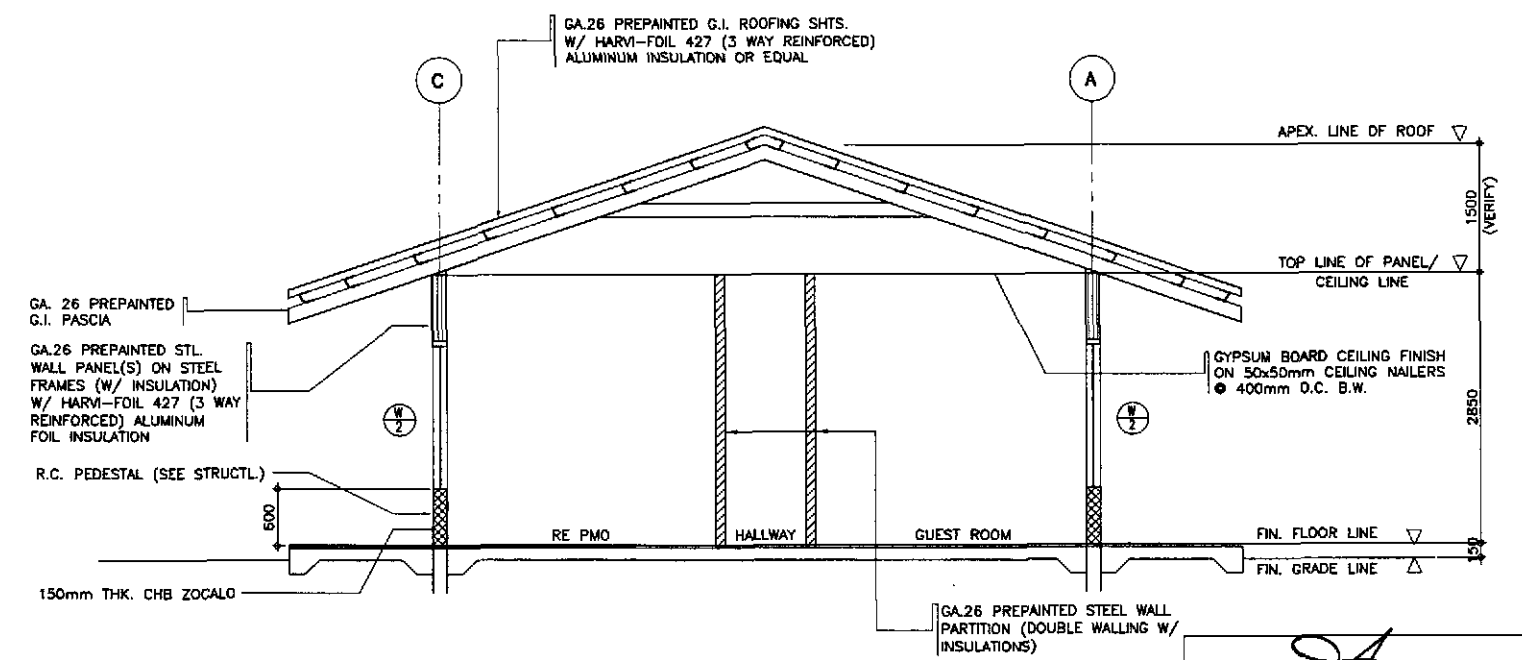 GA.26 PREPAINTED G.I. ROOFING SHTS.
W/ HARVI-FOIL 427 (3 WAY REINFORCED)
ALUMINUM INSULATION OR EQUAL
C
A
APEX. LINE OF ROOF
1500
(VERIFY)
TOP LINE OF PANEL/
CEILING LINE
GA. 26 PREPAINTED
G.I. PASCIA
GA.26 PREPAINTED STL.
WALL PANEL(S) ON STEEL
FRAMES (W/ INSULATION)
W/ HARVI-FOIL 427 (3 WAY
REINFORCED) ALUMINUM
FOIL INSULATION
W
2
GYPSUM BOARD CEILING FINISH
ON 50x50mm CEILING NAILERS
@ 400mm O.C. B.W.
W
2
2850
R.C. PEDESTAL (SEE STRUCTL.)
600
RE PMO
HALLWAY
GUEST ROOM
FIN. FLOOR LINE
150
FIN. GRADE LINE
150mm THK. CHB ZOCALO
GA.26 PREPAINTED STEEL WALL
PARTITION (DOUBLE WALLING W/
INSULATIONS)